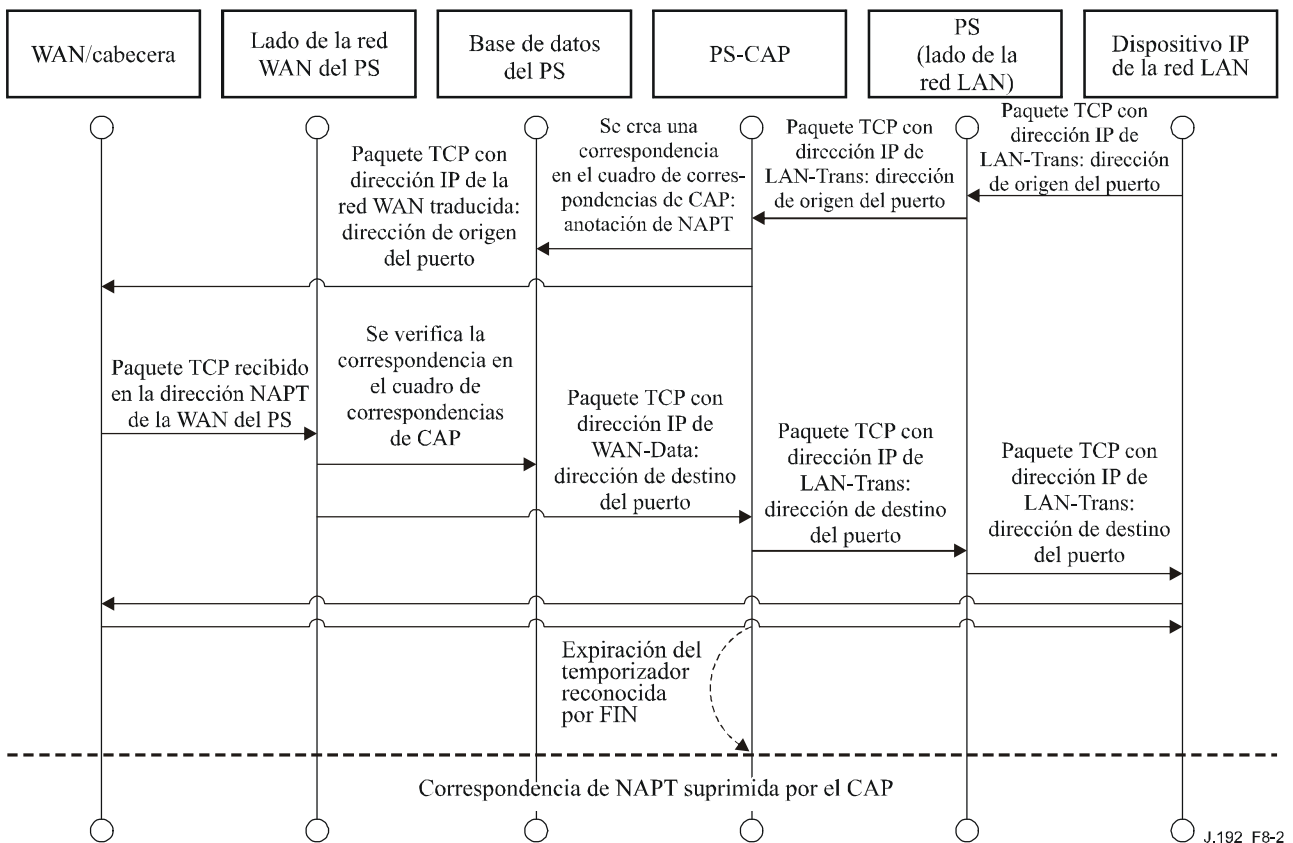 WAN/cabecera
Lado de la red
WAN del PS
Base de datos
del PS
PS-CAP
PS
(lado de la
red LAN)
Dispositivo IP
de la red LAN
Paquete TCP con
dirección IP de
LAN-Trans: dirección
de origen del puerto
Paquete TCP con
dirección IP de
LAN-Trans: dirección
de origen del puerto
Se crea una
correspondencia
en el cuadro de corres-
pondencias de CAP:
anotación de NAPT
Paquete TCP con
dirección IP de la
red WAN traducida:
dirección de origen
del puerto
Paquete TCP recibido
en la dirección NAPT
de la WAN del PS
Se verifica la
correspondencia en
el cuadro de
correspondencias
de CAP
Paquete TCP con
dirección IP de
WAN-Data:
dirección de destino
del puerto
Paquete TCP con
dirección IP de
LAN-Trans:
dirección de destino
del puerto
Paquete TCP con
dirección IP de
LAN-Trans:
dirección de destino
del puerto
Expiración del
temporizador
reconocida
por FIN
Correspondencia de NAPT suprimida por el CAP
J.192_F8-2